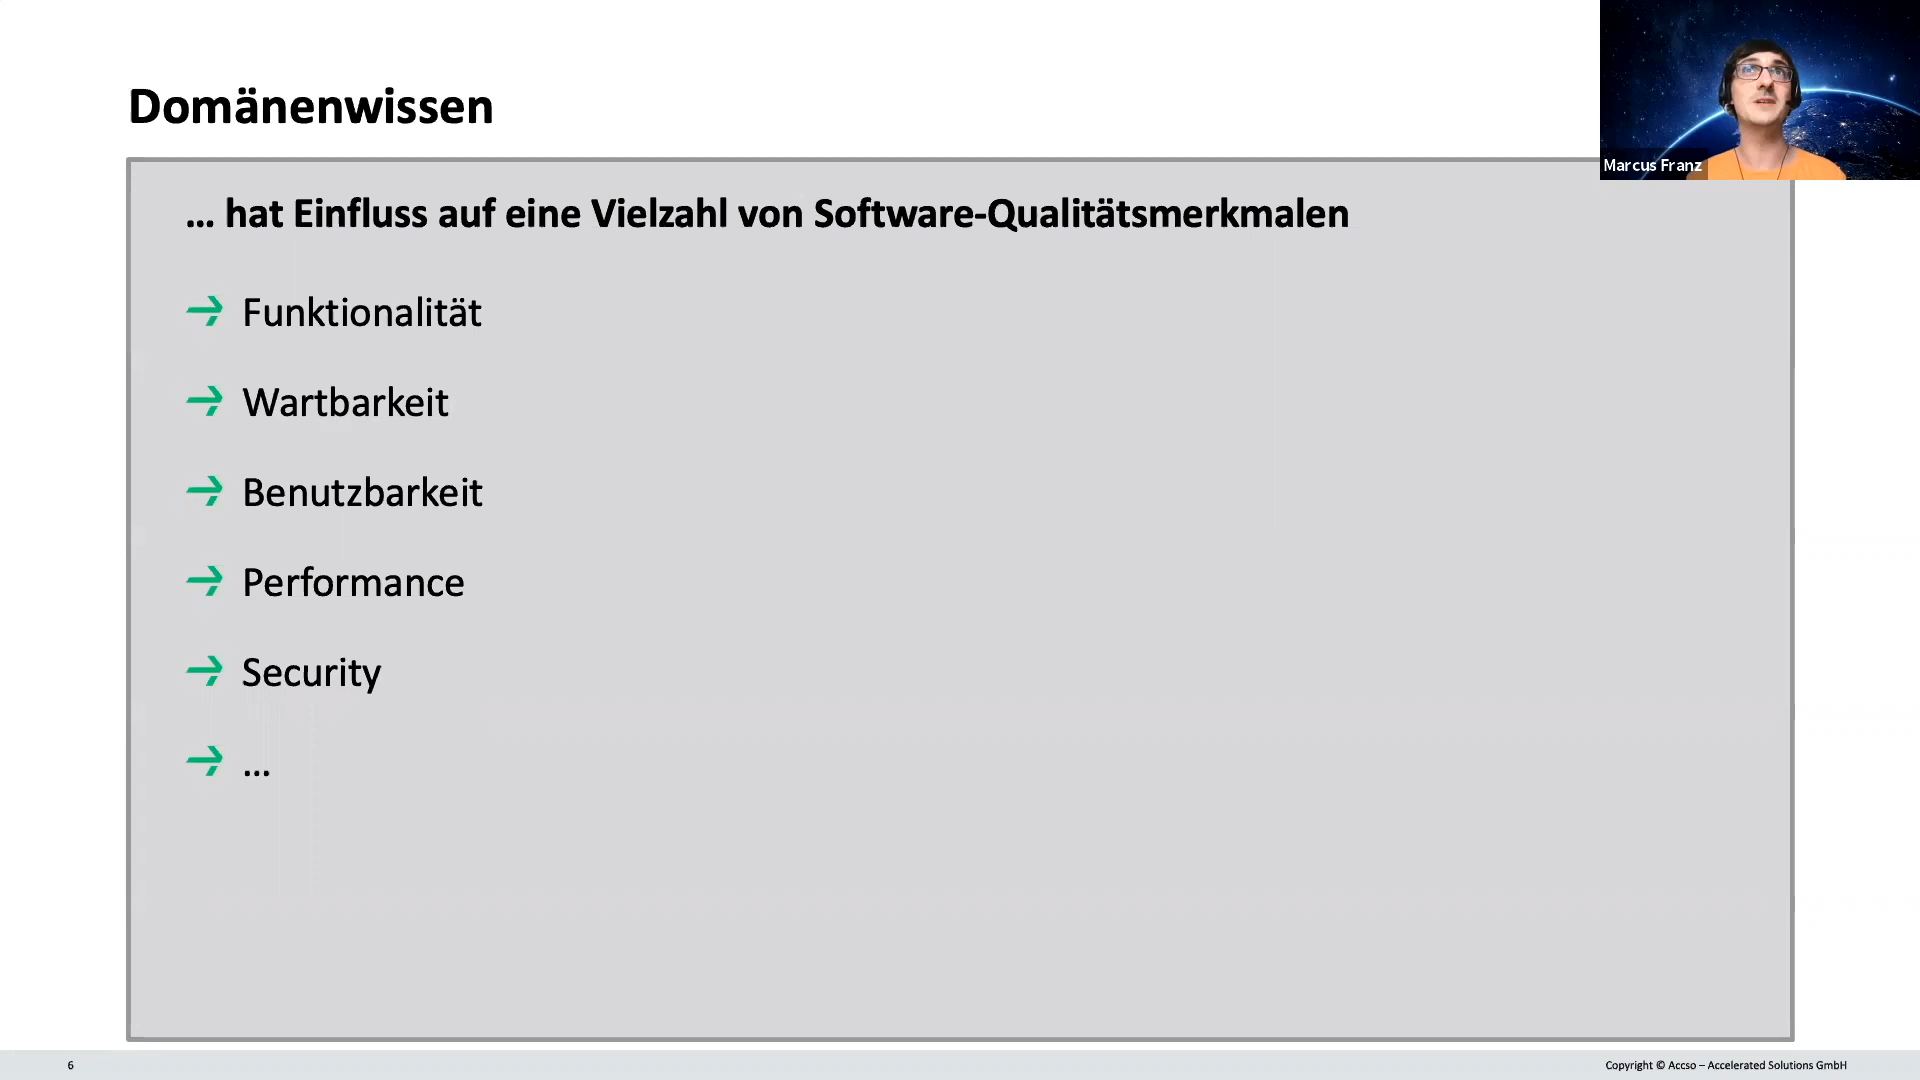 Domänenwissen
Marcus Franz
... hat Einfluss auf eine Vielzahl von Software-Qualitätsmerkmalen
Funktionalität
Wartbarkeit
Benutzbarkeit
Performance
Security
...
6
Copyright © Accso – Accelerated Solutions GmbH